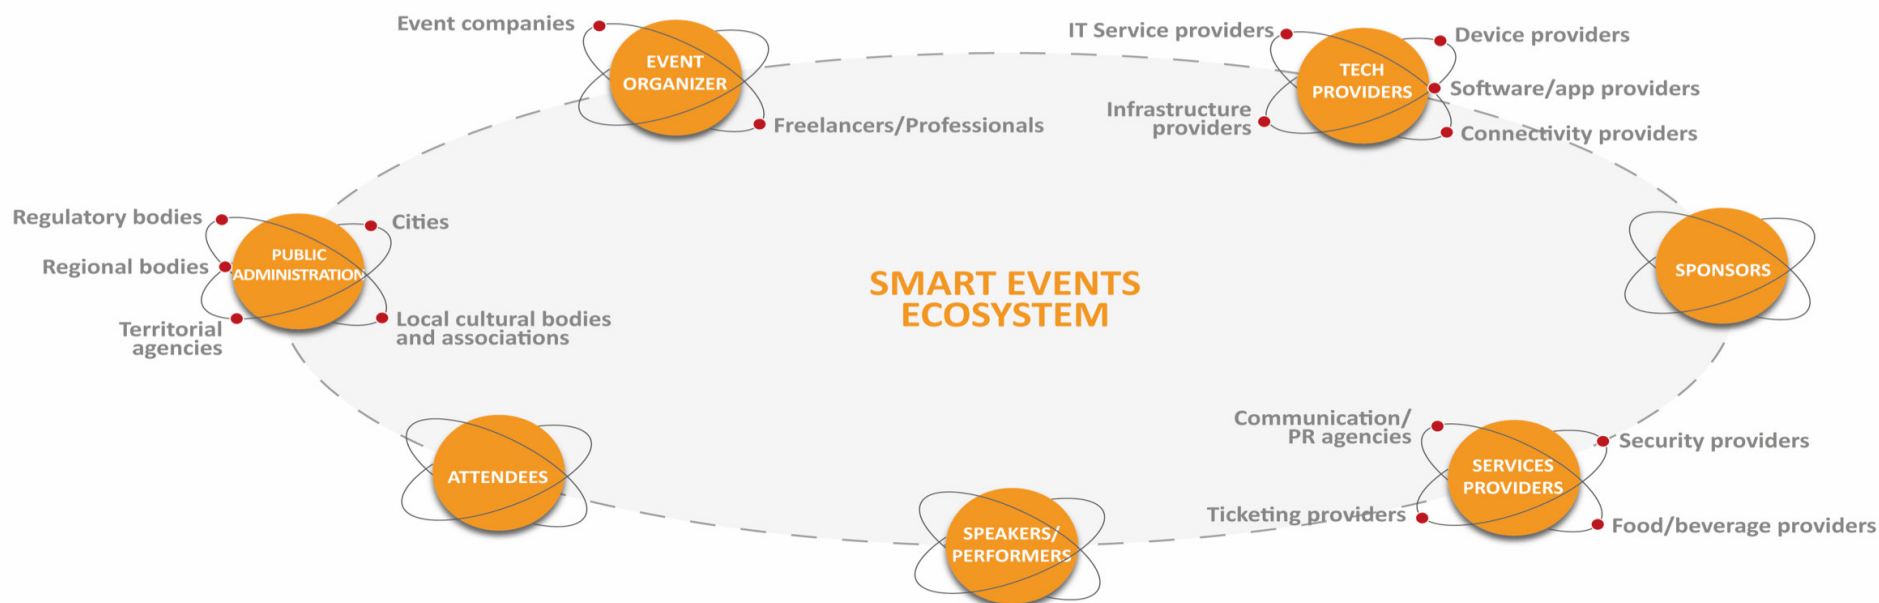 Event companies
EVENT
ORGANIZER
Freelancers/Professionals
IT Service providers
Device providers
TECH
PROVIDERS
Software/app providers
Infrastructure
providers
Connectivity providers
Regulatory bodies
Cities
PUBLIC
ADMINISTRATION
Regional bodies
Territorial
agencies
Local cultural bodies
and associations
SMART EVENTS
ECOSYSTEM
SPONSORS
ATTENDEES
SPEAKERS/
PERFORMERS
Communication/
PR agencies
Security providers
SERVICES
PROVIDERS
Ticketing providers
Food/beverage providers